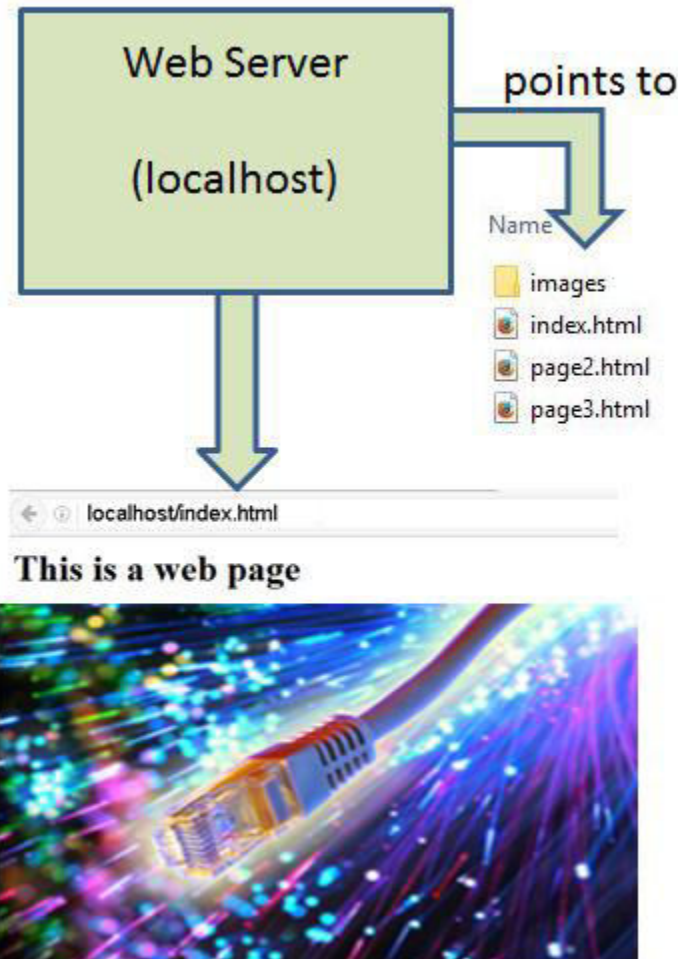 Web Server
(localhost)
points to
Name
images
index.html
page2.html
page3.html
localhost/index.html
This is a web page